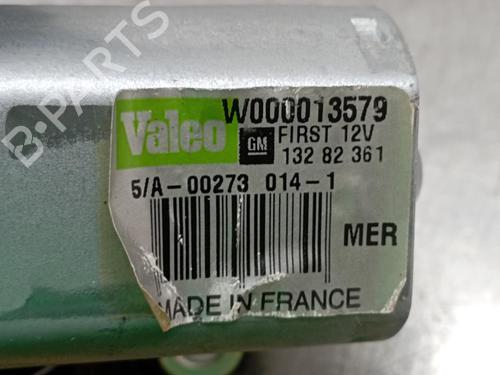 B-PARTS
W000013579
Valeo
GM
FIRST 12V
132 82 361
5/A-00273 014-1
MER
MADE IN FRANCE